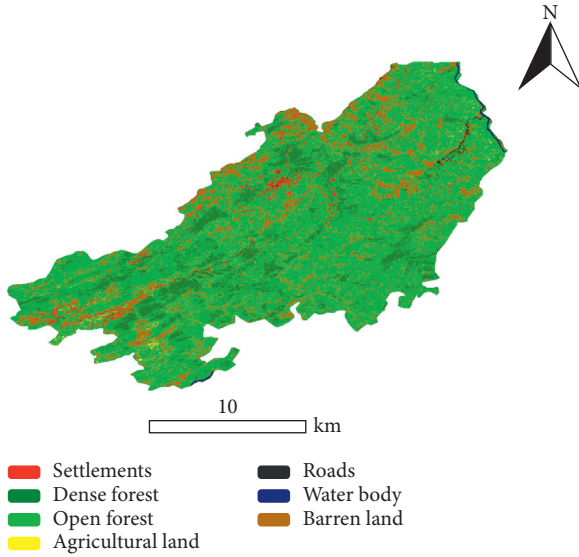 N
10
km
Settlements
Dense forest
Open forest
Agricultural land
Roads
Water body
Barren land